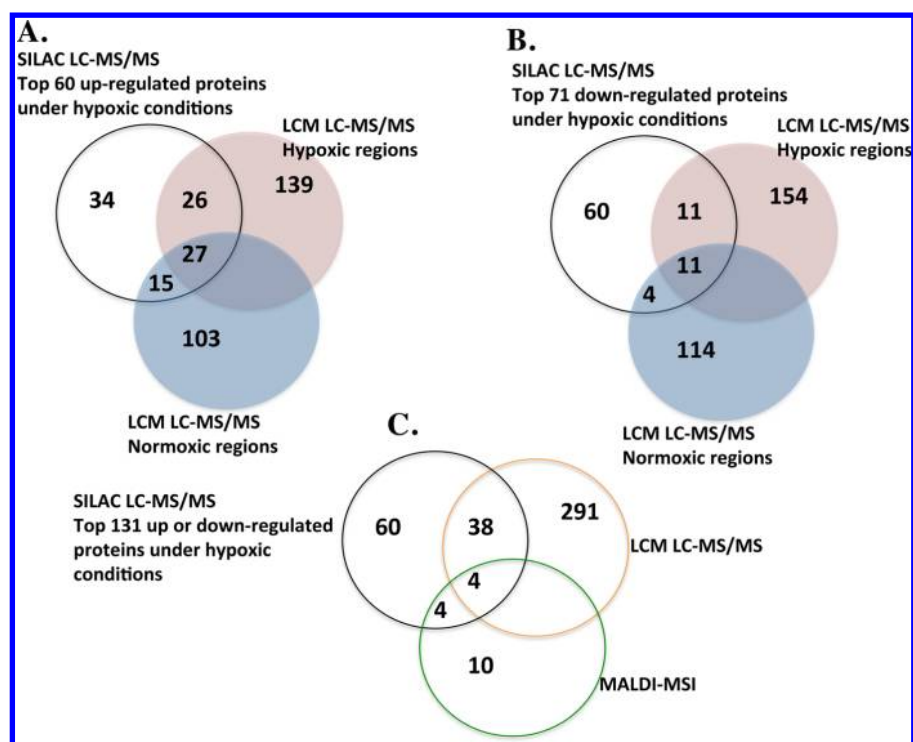 A.
SILAC LC-MS/MS
Top 60 up-regulated proteins
under hypoxic conditions
LCM LC-MS/MS
Hypoxic regions
34
26
139
27
15
103
LCM LC-MS/MS
Normoxic regions
B.
SILAC LC-MS/MS
Top 71 down-regulated proteins
under hypoxic conditions
LCM LC-MS/MS
Hypoxic regions
60
11
154
11
4
114
LCM LC-MS/MS
Normoxic regions
C.
SILAC LC-MS/MS
Top 131 up or down-regulated
proteins under hypoxic
conditions
60
38
291
LCM LC-MS/MS
4
4
10
MALDI-MSI